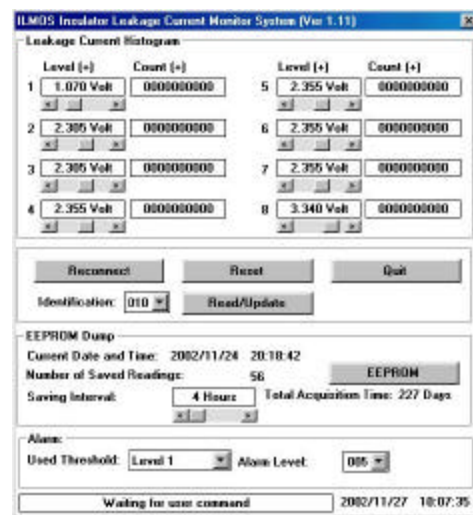 ILMOS Insulator Leakage Current Monitor System (Ver 1.11)
Leakage Current Histogram
Level (+) Count (+) Level (+) Count (+)
1 1.070 Volt 0000000000 5 2.355 Volt 0000000000
2 2.305 Volt 0000000000 6 2.355 Volt 0000000000
3 2.305 Volt 0000000000 7 2.355 Volt 0000000000
4 2.355 Volt 0000000000 8 3.340 Volt 0000000000
Reconnect Reset Quit
Identification: 010 Read/Update
EEPROM Dump
Current Date and Time: 2002/11/24 20:18:42
Number of Saved Readings: 56 EEPROM
Saving Interval: 4 Hours Total Acquisition Time: 227 Days
Alarm:
Used Threshold: Level 1 Alarm Level: 005
Waiting for user command 2002/11/27 10:07:35